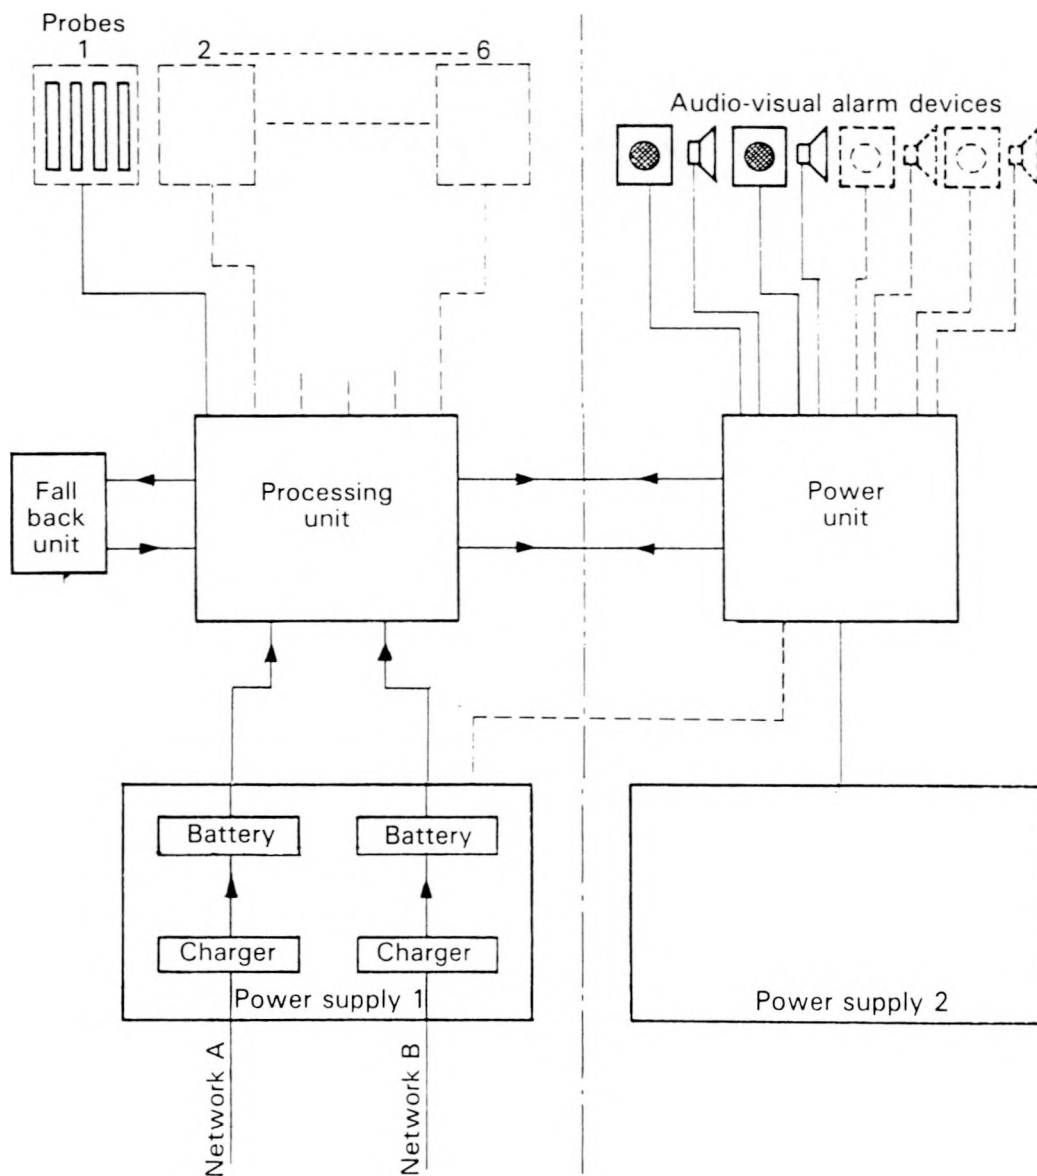 Probes
1
2
6
Audio-visual alarm devices
Fall
back
unit
Processing
unit
Power
unit
Battery
Battery
Charger
Charger
Power supply 1
Power supply 2
Network A
Network B